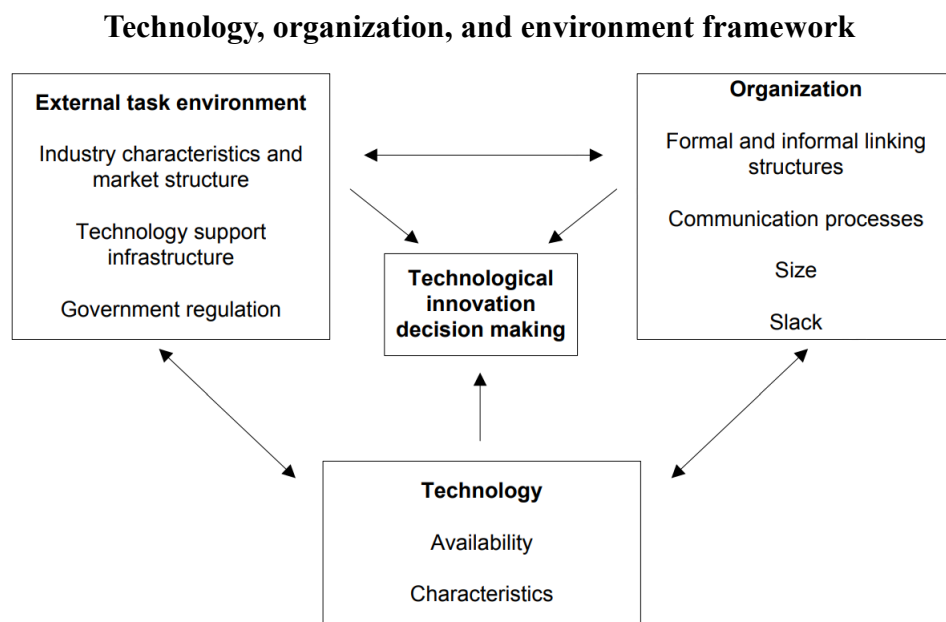 Technology, organization, and environment framework
External task environment
Industry characteristics and
market structure
Technology support
infrastructure
Government regulation
Organization
Formal and informal linking
structures
Communication processes
Size
Slack
Technological
innovation
decision making
Technology
Availability
Characteristics